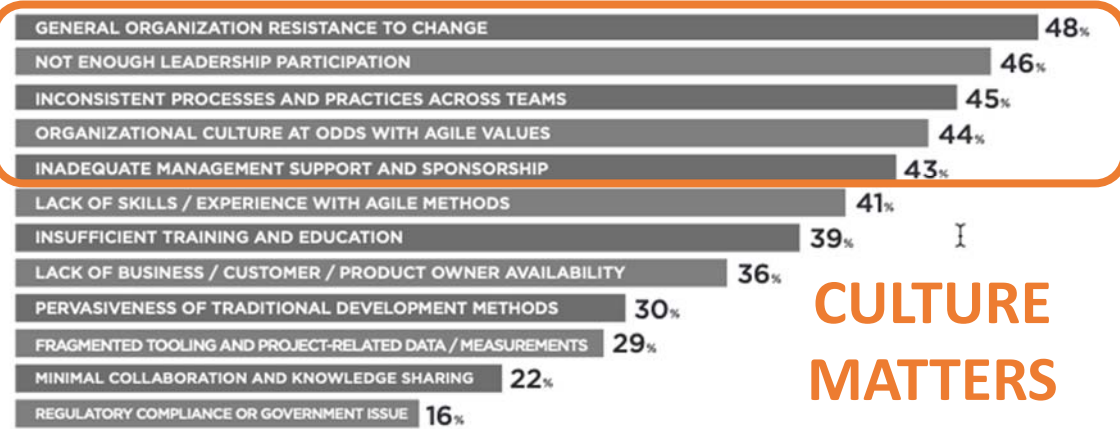 GENERAL ORGANIZATION RESISTANCE TO CHANGE 48%
NOT ENOUGH LEADERSHIP PARTICIPATION 46%
INCONSISTENT PROCESSES AND PRACTICES ACROSS TEAMS 45%
ORGANIZATIONAL CULTURE AT ODDS WITH AGILE VALUES 44%
INADEQUATE MANAGEMENT SUPPORT AND SPONSORSHIP 43%
LACK OF SKILLS / EXPERIENCE WITH AGILE METHODS 41%
INSUFFICIENT TRAINING AND EDUCATION 39%
LACK OF BUSINESS / CUSTOMER / PRODUCT OWNER AVAILABILITY 36%
PERVASIVENESS OF TRADITIONAL DEVELOPMENT METHODS 30%
FRAGMENTED TOOLING AND PROJECT-RELATED DATA / MEASUREMENTS 29%
MINIMAL COLLABORATION AND KNOWLEDGE SHARING 22%
REGULATORY COMPLIANCE OR GOVERNMENT ISSUE 16%
CULTURE
MATTERS